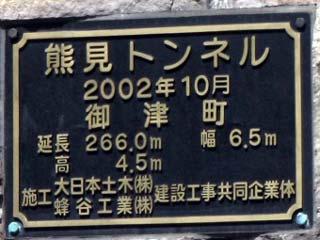 熊見トンネル
2002年10月
御津町
延長 266.0m 幅 6.5m
高 4.5m
施工 大日本土木㈱ 蜂谷工業㈱ 建設工事共同企業体